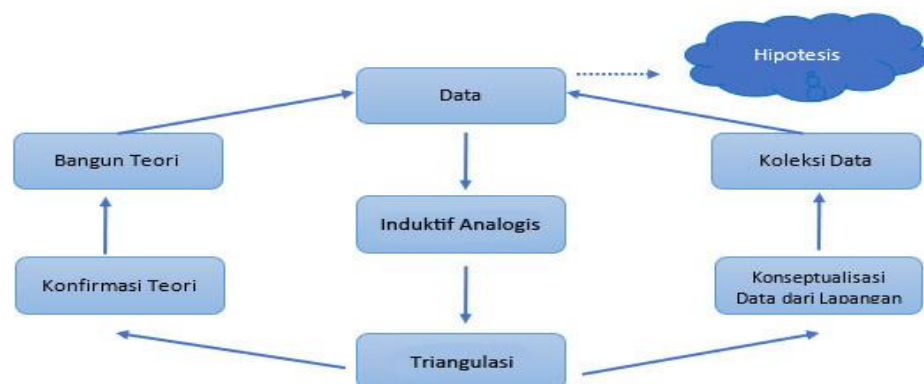 Hipotesis
Data
Bangun Teori
Koleksi Data
Induktif Analogis
Konfirmasi Teori
Konseptualisasi
Data dari Lapangan
Triangulasi